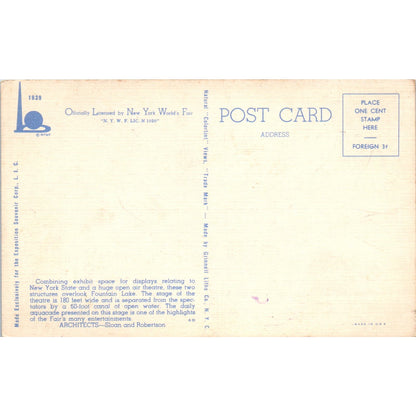 1939
© NYWF
Officially Licensed by New York World's Fair
"N. Y. W. F. LIC. N 1020"
Made Exclusively for the Exposition Souvenir Corp., L. I. C.
Natural "Colortint" Views, "Trade Mark" — Made by Grinnell Litho Co. N. Y. C.
POST CARD
ADDRESS
PLACE
ONE CENT
STAMP
HERE
FOREIGN 3¢
Combining exhibit space for displays relating to
New York State and a huge open air theatre, these two
structures overlook Fountain Lake. The stage of the
theatre is 180 feet wide and is separated from the spec-
tators by a 60-foot canal of open water. The daily
aquacade presented on this stage is one of the highlights
of the Fair's many entertainments.
ARCHITECTS—Sloan and Robertson
MADE IN U.S.A.